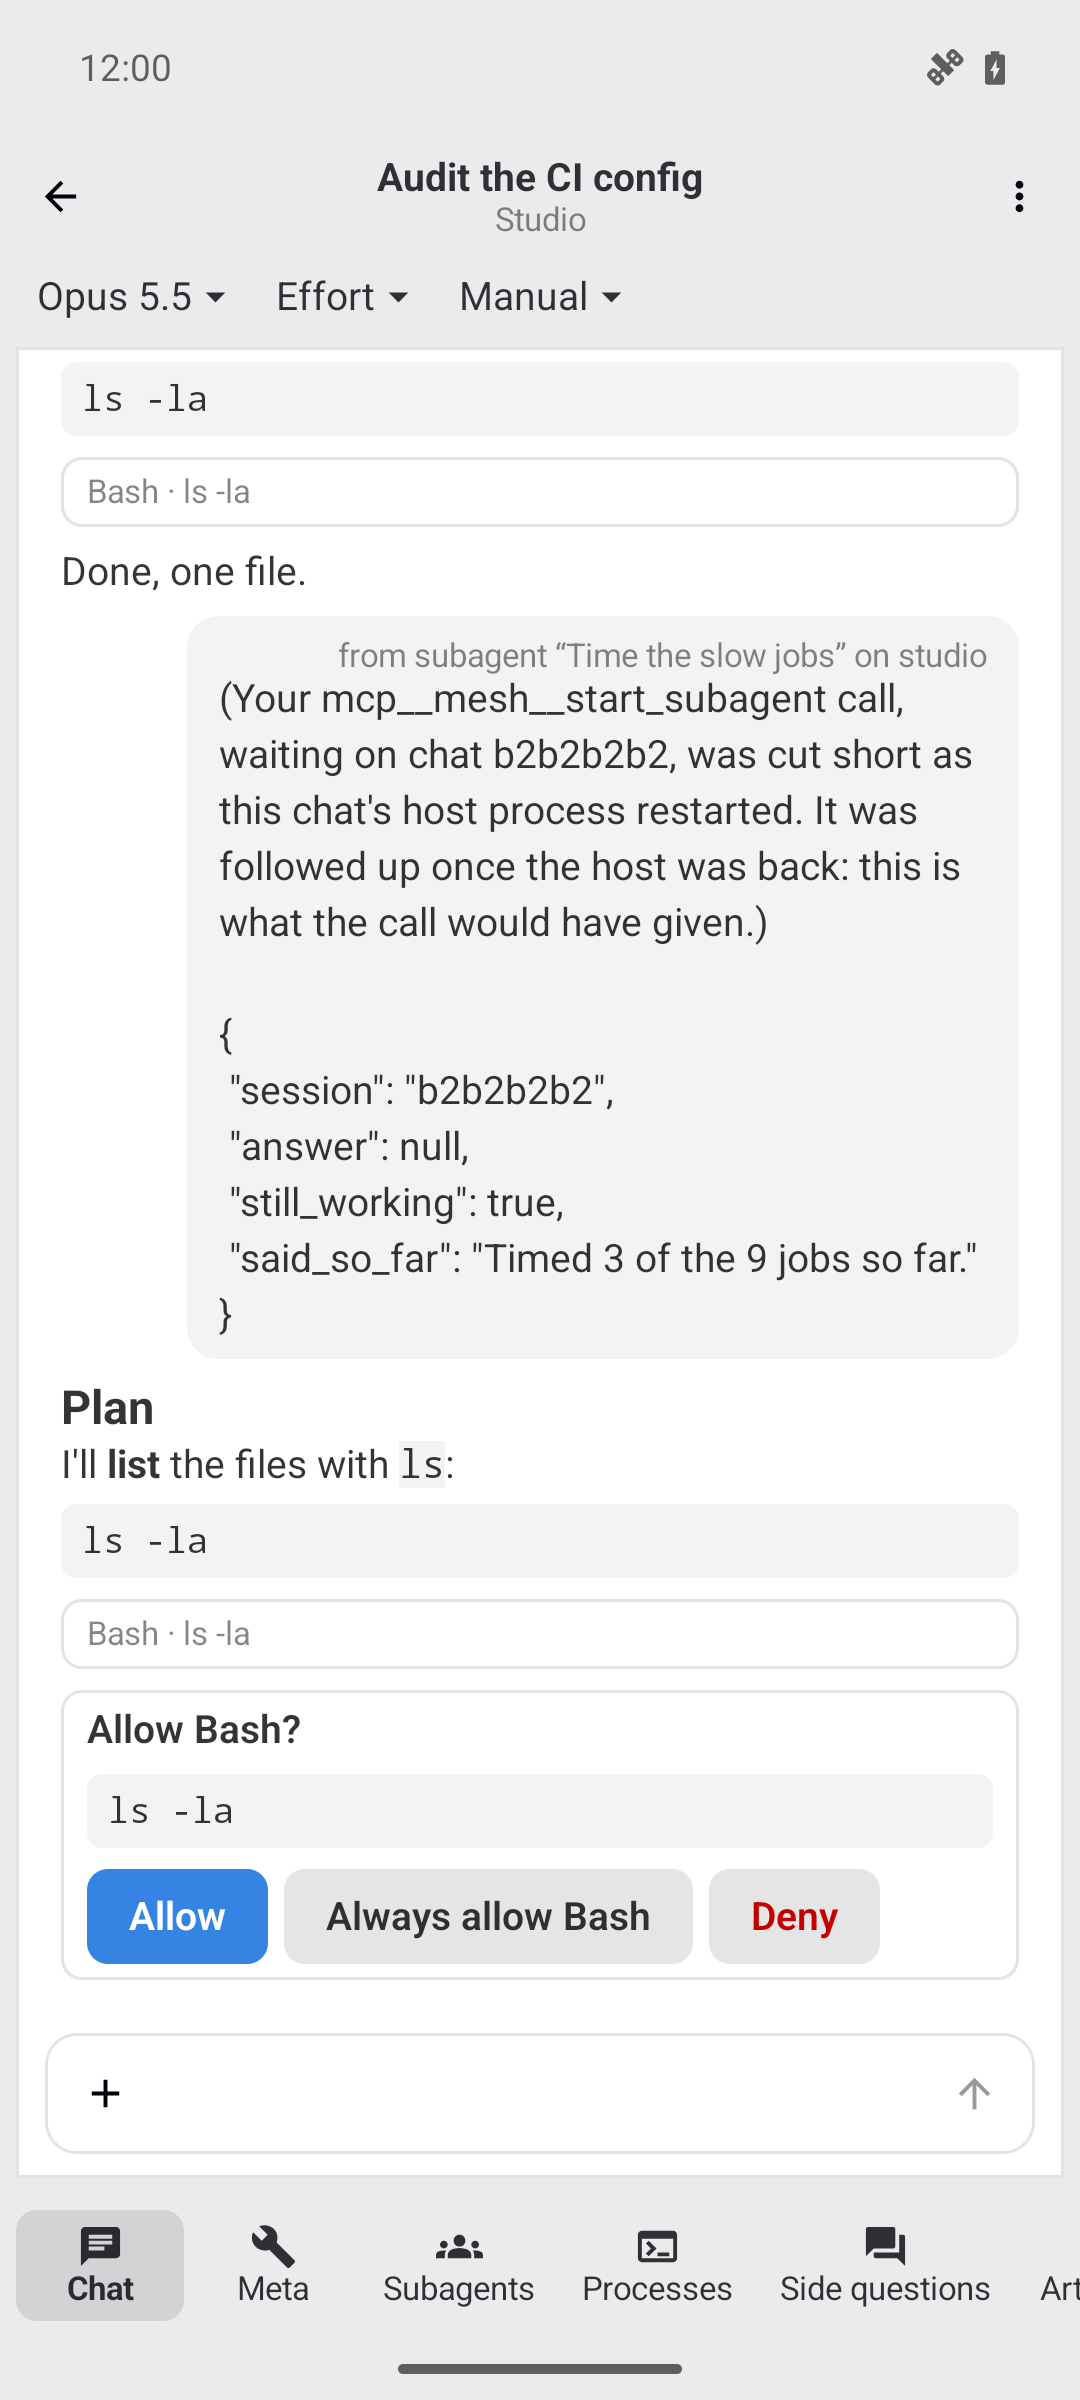 12:00
Audit the CI config
Studio
Opus 5.5
Effort
Manual
ls -la
Bash · ls -la
Done, one file.
from subagent “Time the slow jobs” on studio
(Your mcp__mesh__start_subagent call,
waiting on chat b2b2b2b2, was cut short as
this chat's host process restarted. It was
followed up once the host was back: this is
what the call would have given.)
{
"session": "b2b2b2b2",
"answer": null,
"still_working": true,
"said_so_far": "Timed 3 of the 9 jobs so far."
}
Plan
I'll list the files with ls:
ls -la
Bash · ls -la
Allow Bash?
ls -la
Allow
Always allow Bash
Deny
Chat
Meta
Subagents
Processes
Side questions
Art